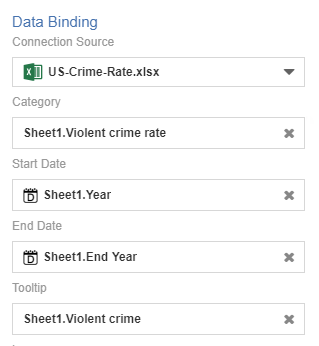 Data Binding
Connection Source
US-Crime-Rate.xlsx
Category
Sheet1.Violent crime rate
Start Date
Sheet1.Year
End Date
Sheet1.End Year
Tooltip
Sheet1.Violent crime